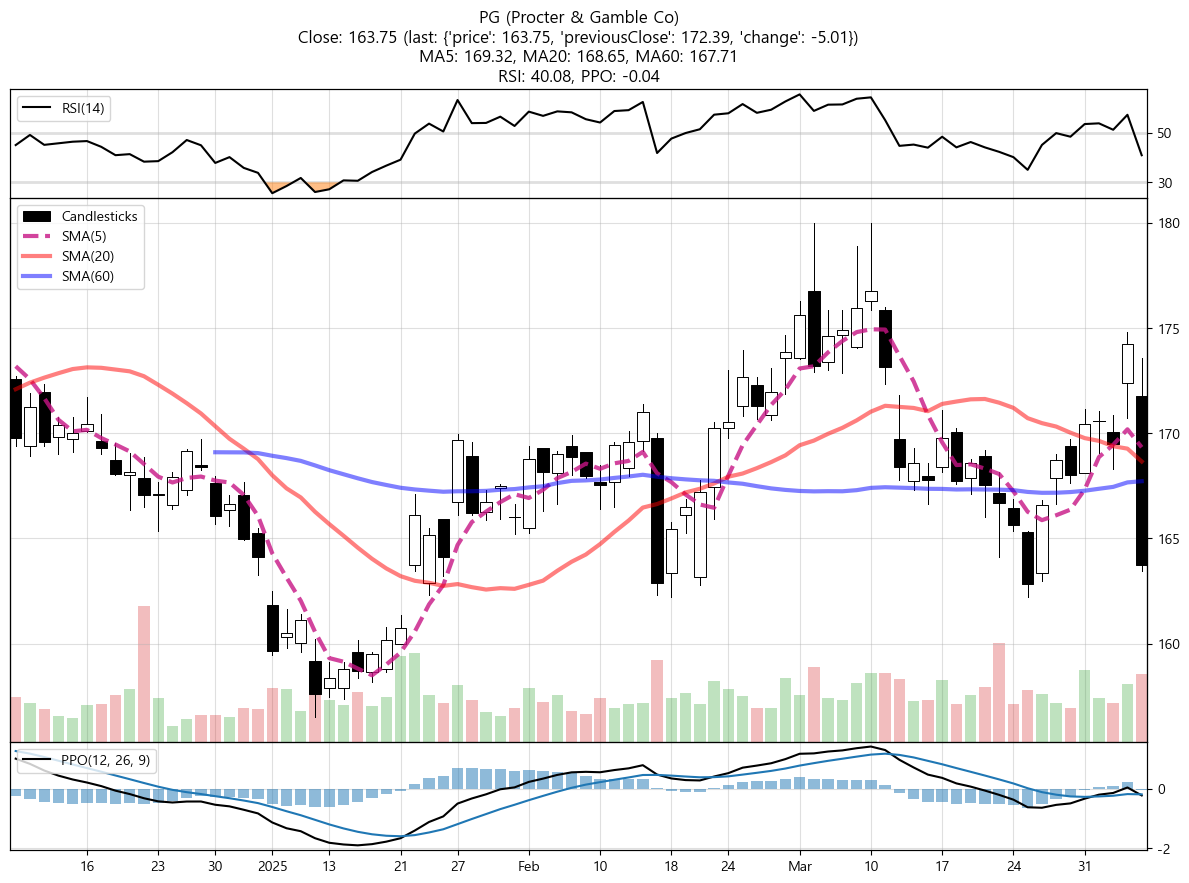 PG (Procter & Gamble Co)
Close: 163.75 (last: {'price': 163.75, 'previousClose': 172.39, 'change': -5.01})
MA5: 169.32, MA20: 168.65, MA60: 167.71
RSI: 40.08, PPO: -0.04
RSI(14)
50
30
Candlesticks
SMA(5)
SMA(20)
SMA(60)
180
175
170
165
160
PPO(12, 26, 9)
0
-2
16 23 30 2025 13 21 27 Feb 10 18 24 Mar 10 17 24 31